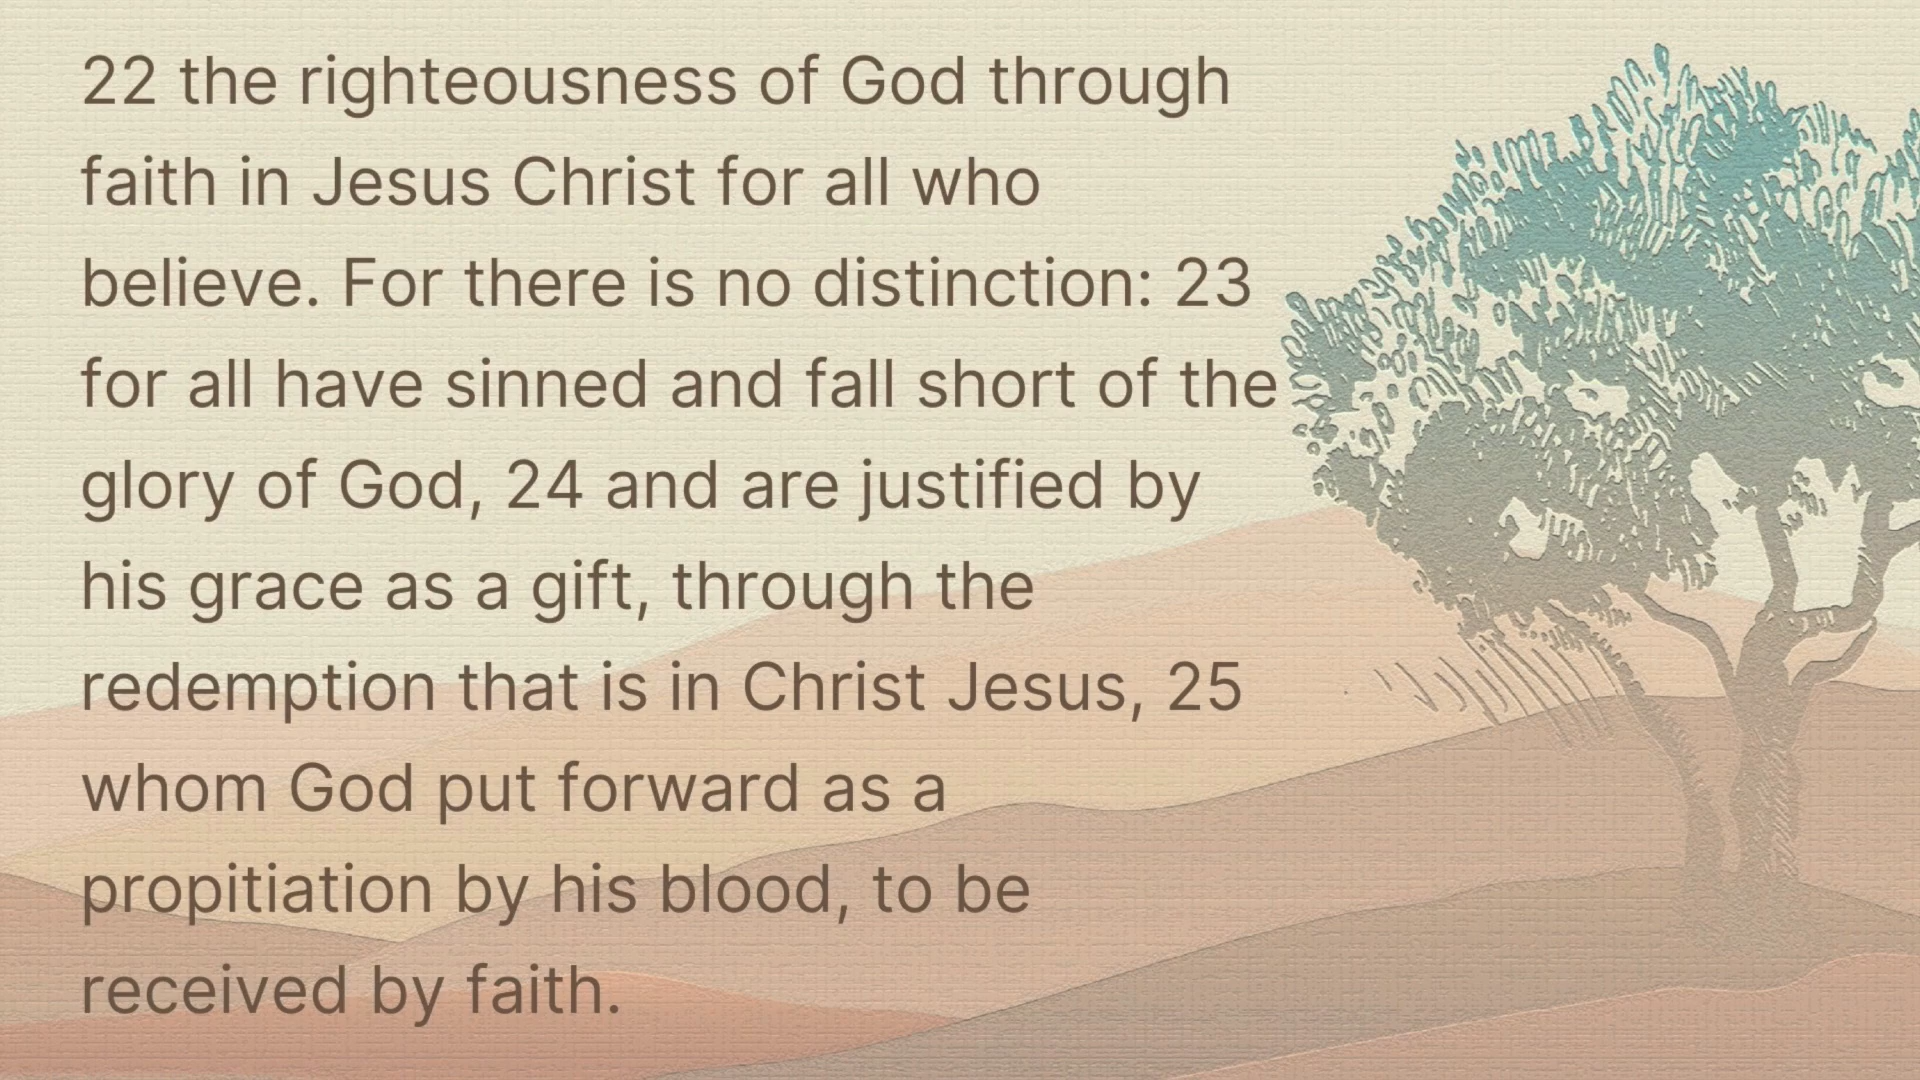 22 the righteousness of God through
faith in Jesus Christ for all who
believe. For there is no distinction: 23
for all have sinned and fall short of the
glory of God, 24 and are justified by
his grace as a gift, through the
redemption that is in Christ Jesus, 25
whom God put forward as a
propitiation by his blood, to be
received by faith.